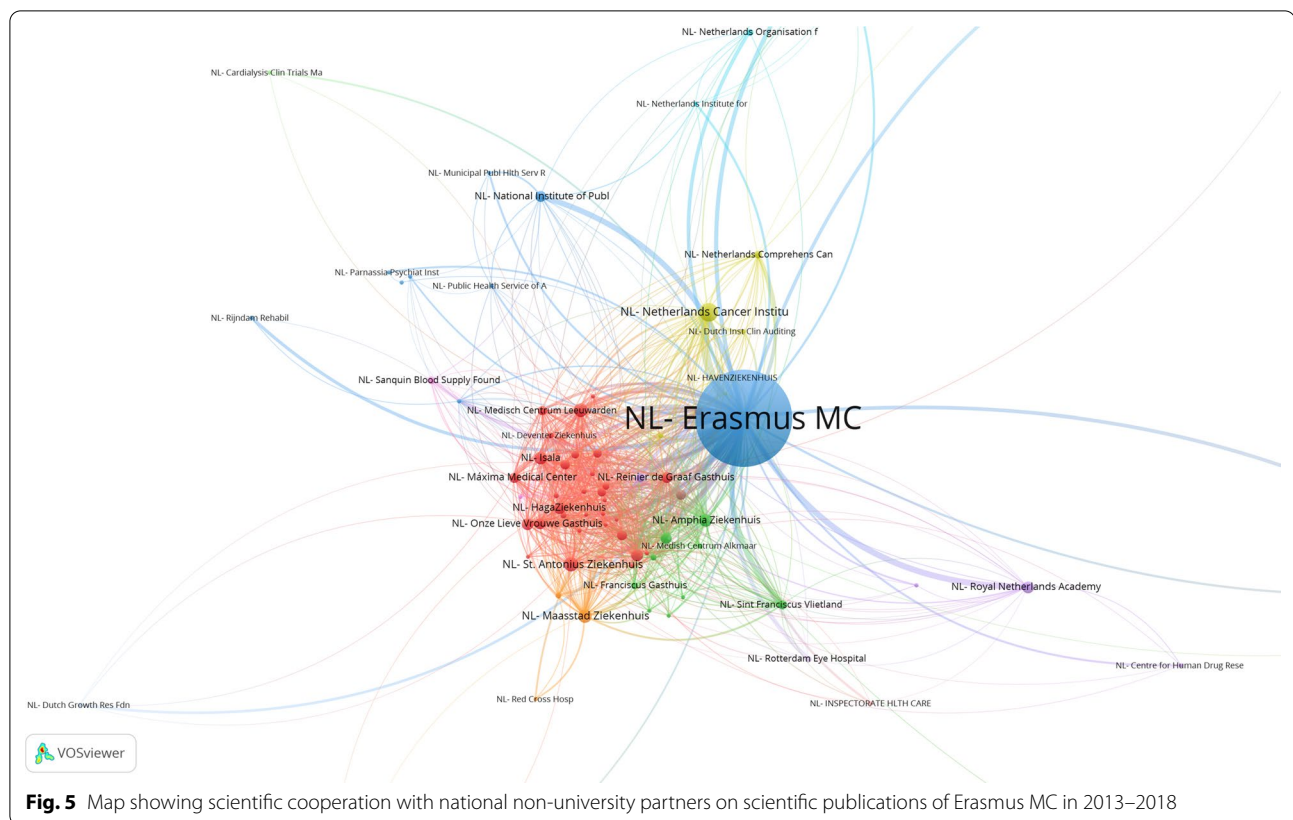 NL- Netherlands Organisation f
NL- Cardialysis Clin Trials Ma
NL- Netherlands Institute for
NL- Municipal Publ Hlth Serv R
NL- National Institute of Publ
NL- Netherlands Comprehens Can
NL- Parnassia Psychiat Inst
NL- Public Health Service of A
NL- Netherlands Cancer Institu
NL- Rijndam Rehabil
NL- Dutch Inst Clin Auditing
NL- HAVENZIEKENHUIS
NL- Sanquin Blood Supply Found
NL- Medisch Centrum Leeuwarden
NL- Erasmus MC
NL- Deventer Ziekenhuis
NL- Isala
NL- Máxima Medical Center
NL- Reinier de Graaf Gasthuis
NL- HagaZiekenhuis
NL- Onze Lieve Vrouwe Gasthuis
NL- Amphia Ziekenhuis
NL- Medish Centrum Alkmaar
NL- St. Antonius Ziekenhuis
NL- Franciscus Gasthuis
NL- Royal Netherlands Academy
NL- Sint Franciscus Vlietland
NL- Maasstad Ziekenhuis
NL- Rotterdam Eye Hospital
NL- Centre for Human Drug Rese
NL- Red Cross Hosp
NL- INSPECTORATE HLTH CARE
NL- Dutch Growth Res Fdn
VOSviewer
Fig. 5 Map showing scientific cooperation with national non-university partners on scientific publications of Erasmus MC in 2013–2018